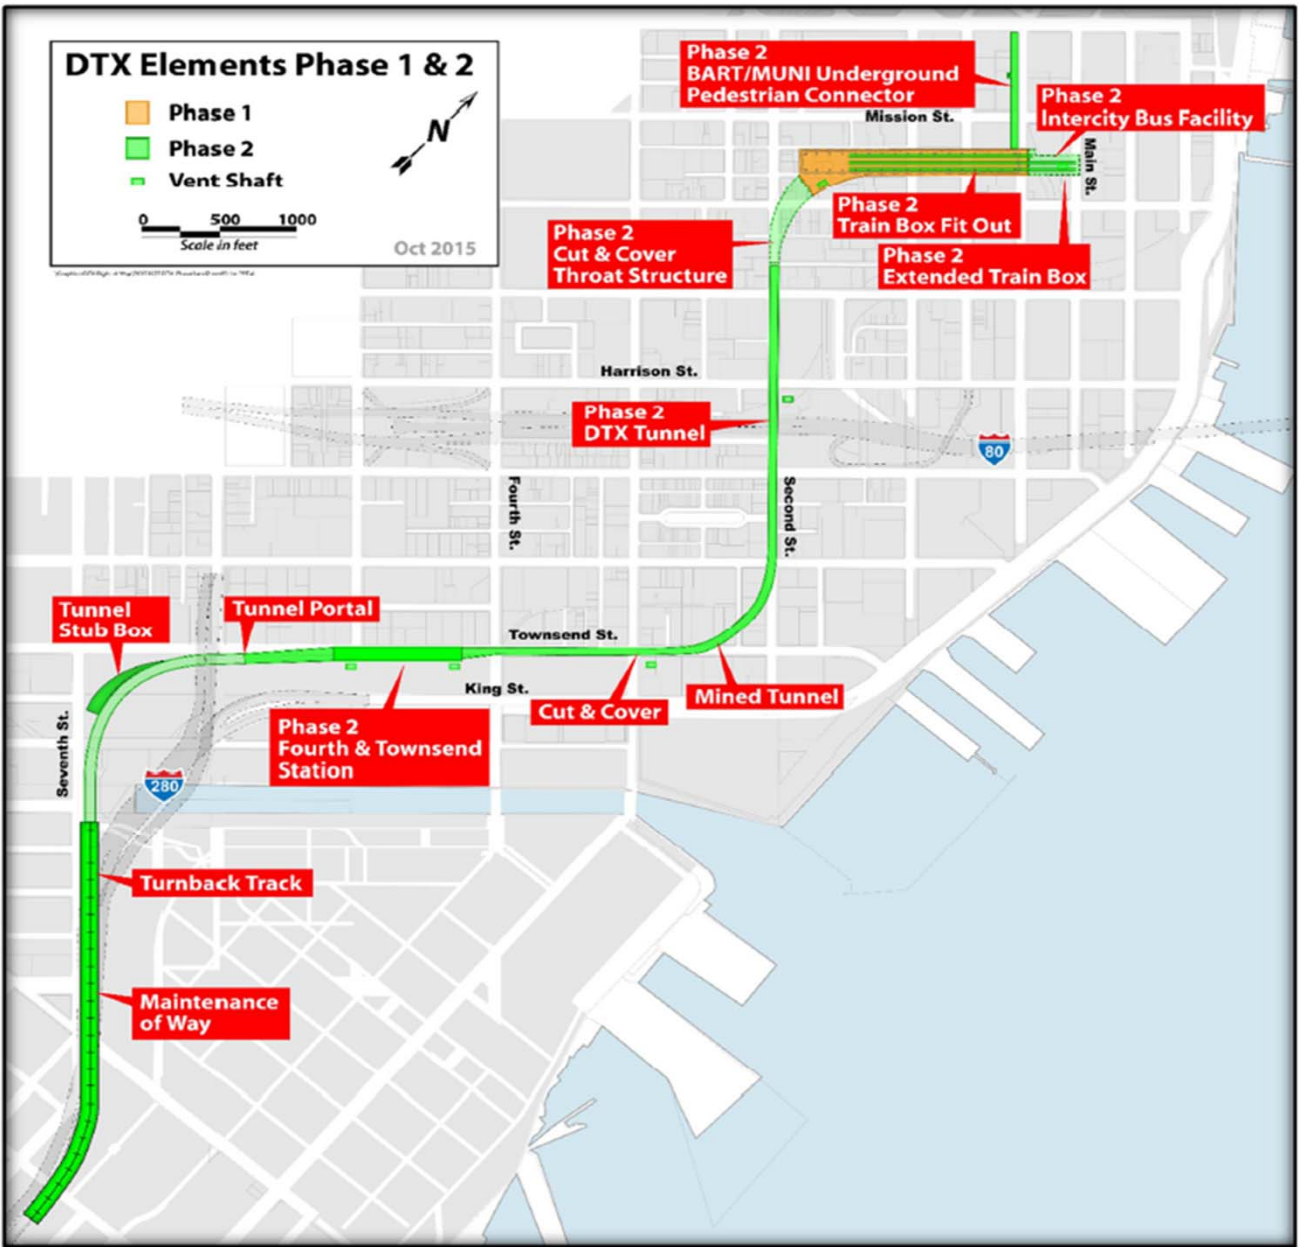 DTX Elements Phase 1 & 2
Phase 1
Phase 2
Vent Shaft
N
0 500 1000
Scale in feet
Oct 2015
Phase 2
BART/MUNI Underground
Pedestrian Connector
Mission St.
Phase 2
Intercity Bus Facility
Main St.
Phase 2
Train Box Fit Out
Phase 2
Cut & Cover
Throat Structure
Phase 2
Extended Train Box
Harrison St.
Phase 2
DTX Tunnel
80
Fourth St.
Second St.
Tunnel
Stub Box
Tunnel Portal
Townsend St.
King St.
Mined Tunnel
Cut & Cover
Seventh St.
Phase 2
Fourth & Townsend
Station
280
Turnback Track
Maintenance
of Way